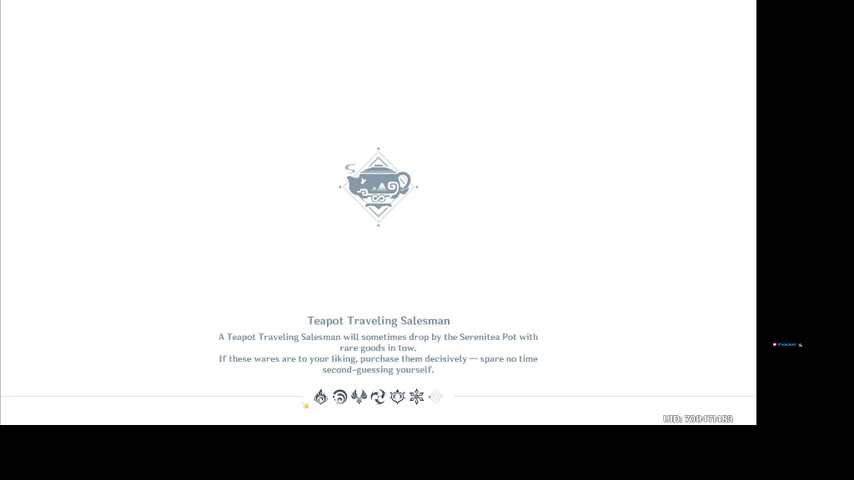 Teapot Traveling Salesman
A Teapot Traveling Salesman will sometimes drop by the Serenitea Pot with
rare goods in tow.
If these wares are to your liking, purchase them decisively — spare no time
second-guessing yourself.